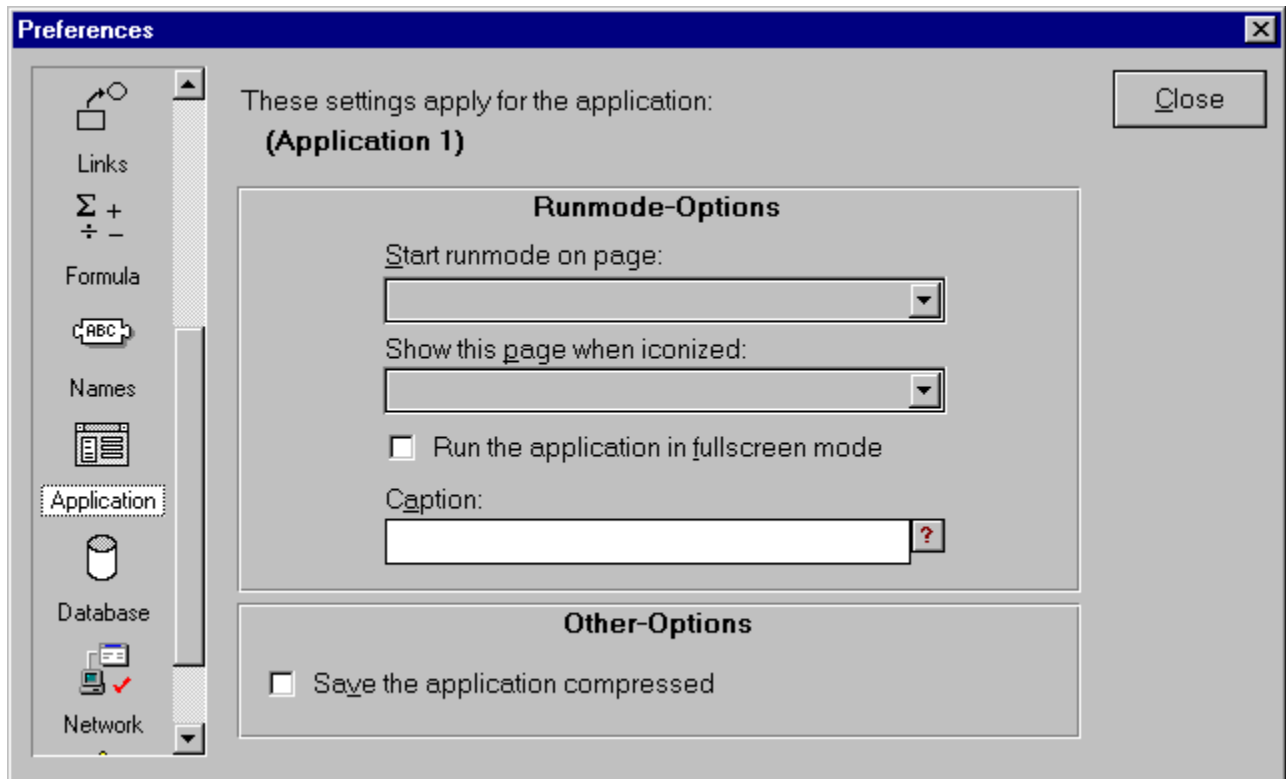 Preferences
Links
Σ +
÷ −
Formula
ABC
Names
Application
Database
Network
These settings apply for the application:
(Application 1)
Close
Runmode-Options
Start runmode on page:
Show this page when iconized:
Run the application in fullscreen mode
Caption:
?
Other-Options
Save the application compressed